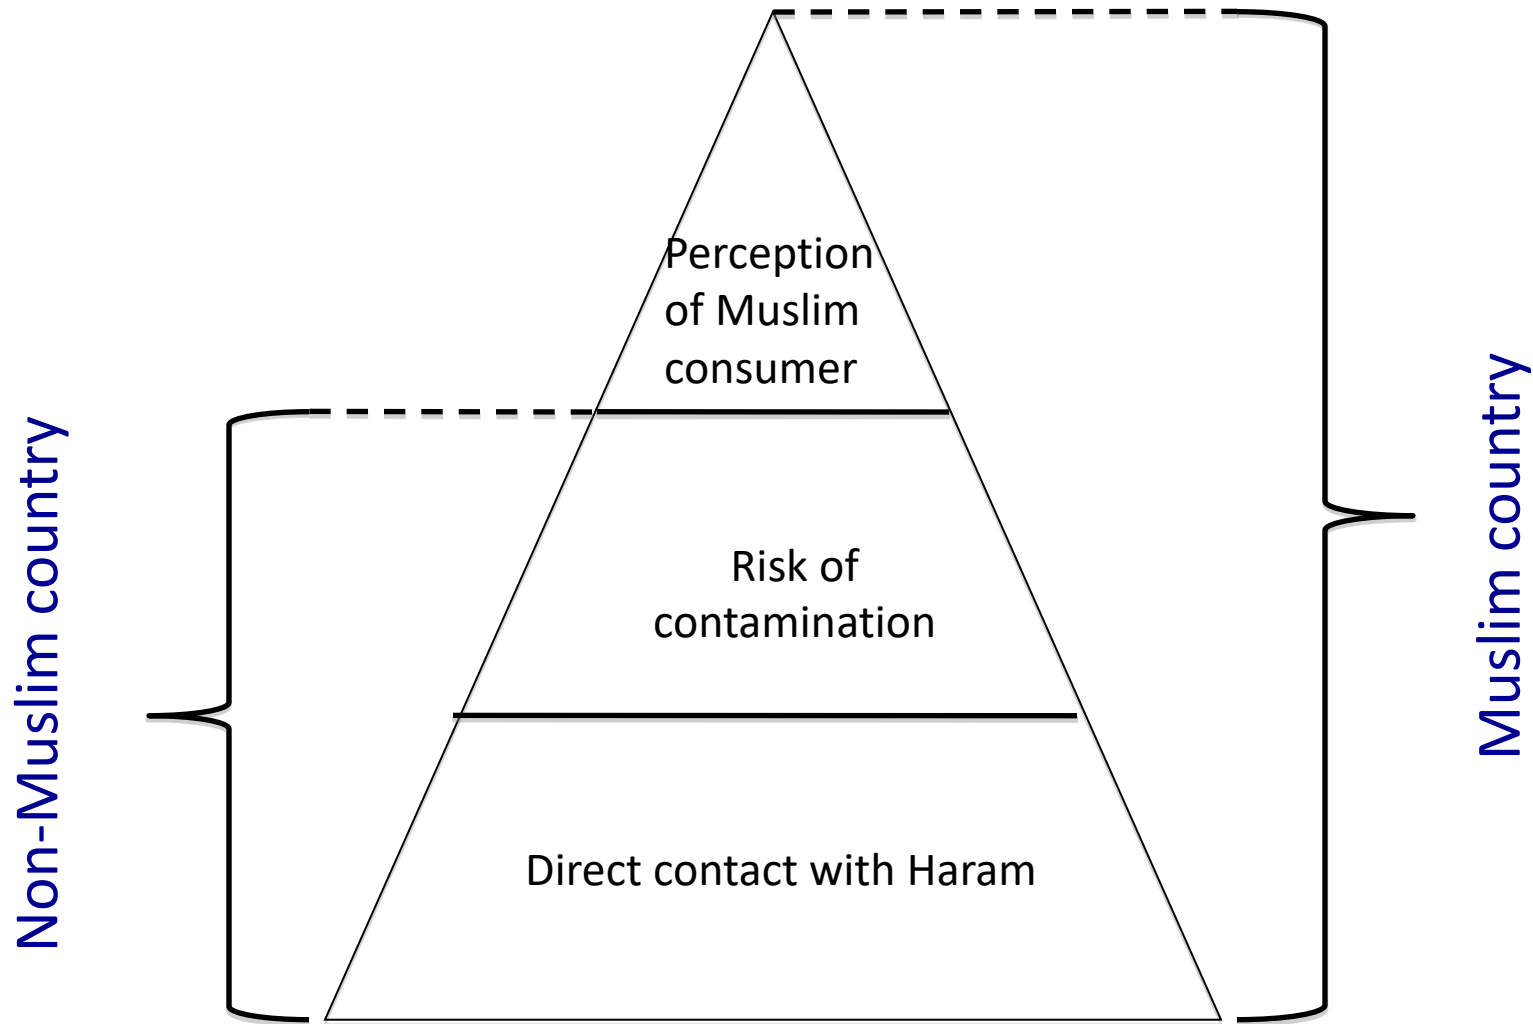 Perception
of Muslim
consumer
Non-Muslim country
Muslim country
Risk of
contamination
Direct contact with Haram